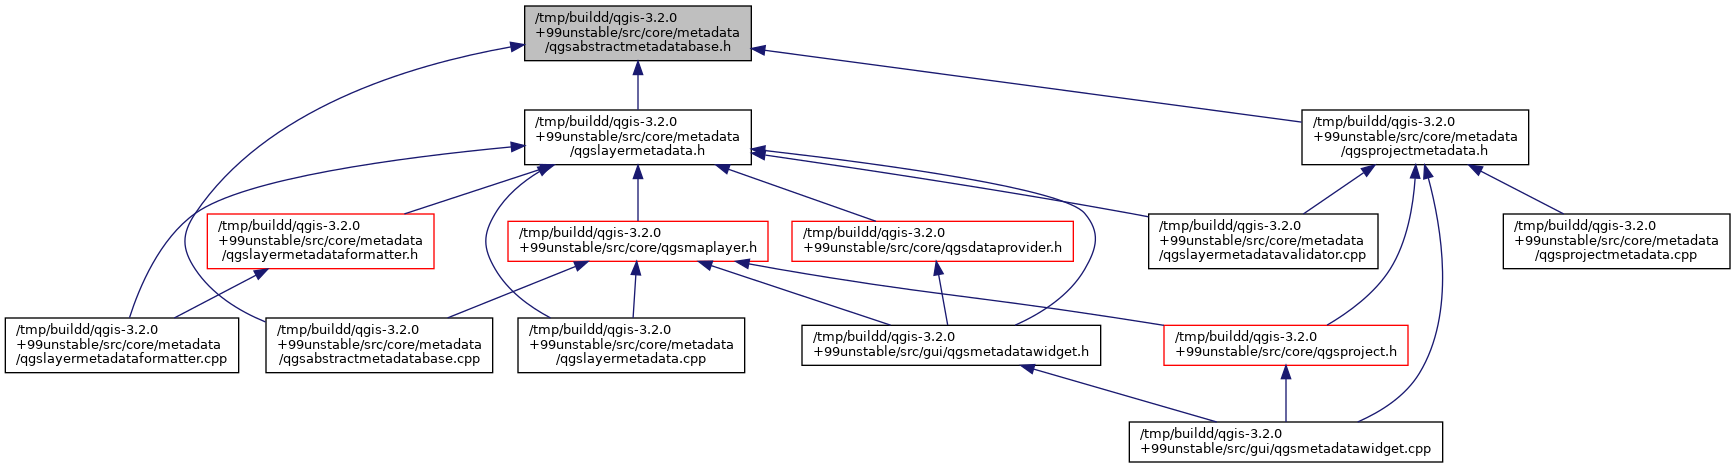 /tmp/buildd/qgis-3.2.0
+99unstable/src/core/metadata
/qgsabstractmetadatabase.h
/tmp/buildd/qgis-3.2.0
+99unstable/src/core/metadata
/qgslayermetadata.h
/tmp/buildd/qgis-3.2.0
+99unstable/src/core/metadata
/qgsprojectmetadata.h
/tmp/buildd/qgis-3.2.0
+99unstable/src/core/metadata
/qgslayermetadataformatter.h
/tmp/buildd/qgis-3.2.0
+99unstable/src/core/qgsmaplayer.h
/tmp/buildd/qgis-3.2.0
+99unstable/src/core/qgsdataprovider.h
/tmp/buildd/qgis-3.2.0
+99unstable/src/core/metadata
/qgslayermetadatavalidator.cpp
/tmp/buildd/qgis-3.2.0
+99unstable/src/core/metadata
/qgsprojectmetadata.cpp
/tmp/buildd/qgis-3.2.0
+99unstable/src/core/metadata
/qgslayermetadataformatter.cpp
/tmp/buildd/qgis-3.2.0
+99unstable/src/core/metadata
/qgsabstractmetadatabase.cpp
/tmp/buildd/qgis-3.2.0
+99unstable/src/core/metadata
/qgslayermetadata.cpp
/tmp/buildd/qgis-3.2.0
+99unstable/src/gui/qgsmetadatawidget.h
/tmp/buildd/qgis-3.2.0
+99unstable/src/core/qgsproject.h
/tmp/buildd/qgis-3.2.0
+99unstable/src/gui/qgsmetadatawidget.cpp